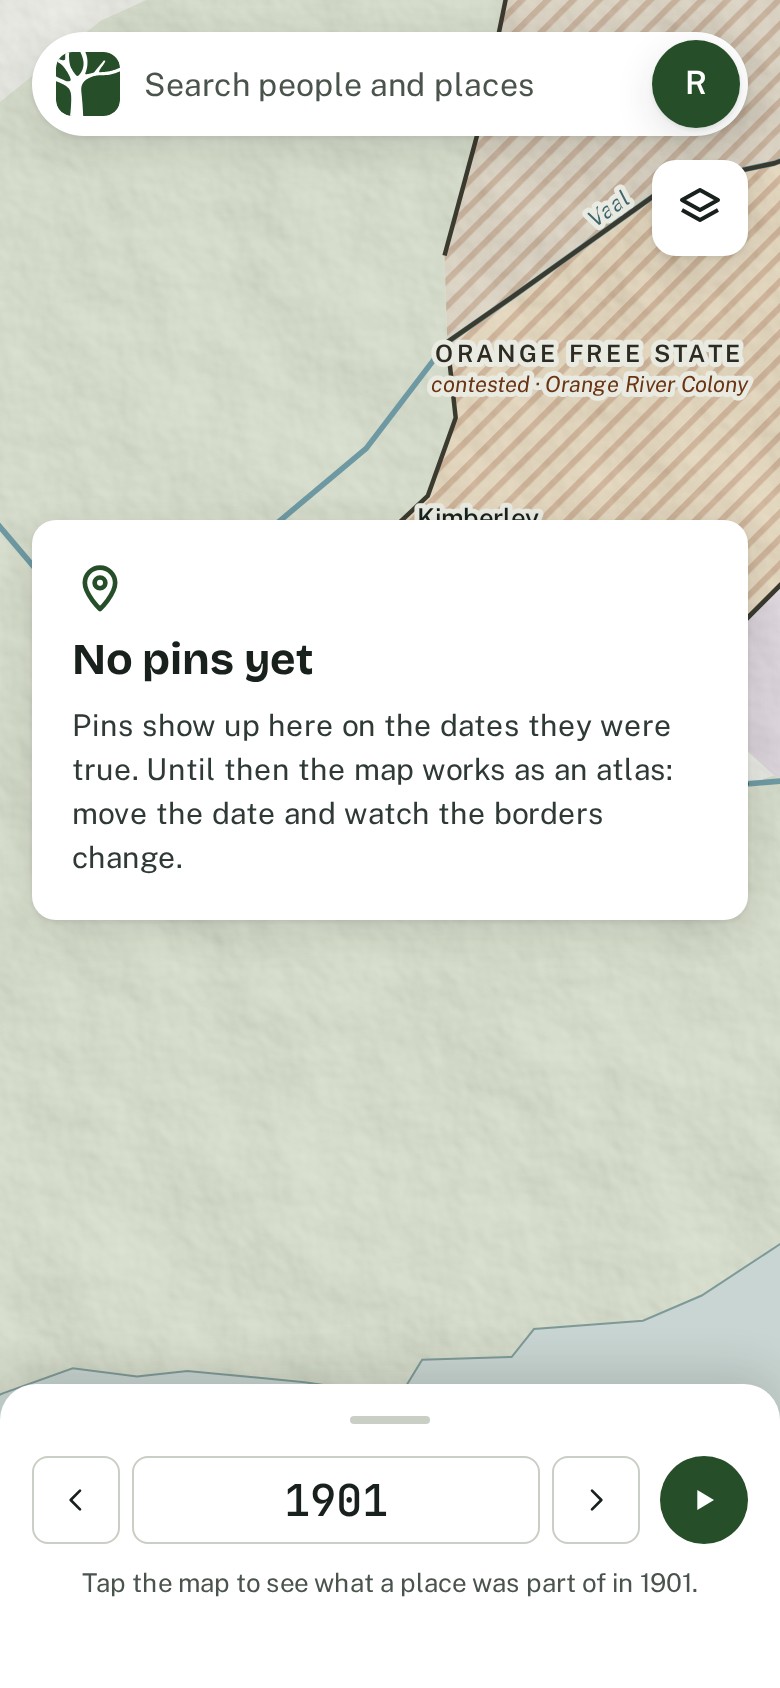 Search people and places
R
Vaal
ORANGE FREE STATE
contested · Orange River Colony
Kimberley
No pins yet
Pins show up here on the dates they were
true. Until then the map works as an atlas:
move the date and watch the borders
change.
1901
Tap the map to see what a place was part of in 1901.